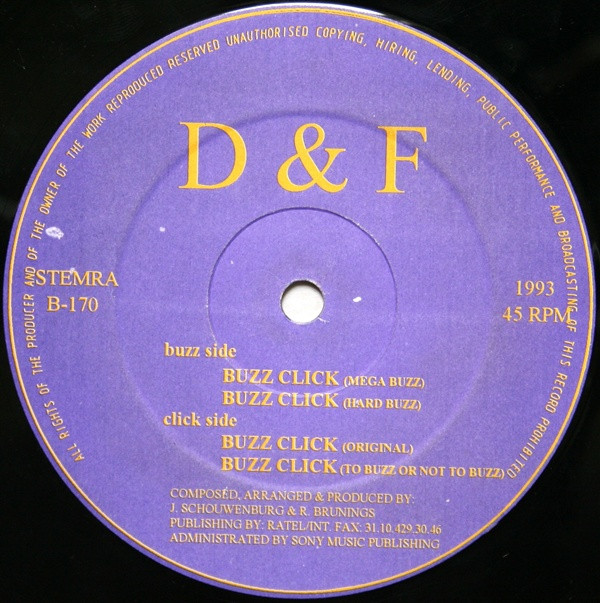 ALL RIGHTS OF THE PRODUCER AND OF THE OWNER OF THE WORK REPRODUCED RESERVED UNAUTHORISED COPYING, HIRING, LENDING, PUBLIC PERFORMANCE AND BROADCASTING OF THIS RECORD PROHIBITED
D & F
STEMRA
B-170
1993
45 RPM
buzz side
BUZZ CLICK (MEGA BUZZ)
BUZZ CLICK (HARD BUZZ)
click side
BUZZ CLICK (ORIGINAL)
BUZZ CLICK (TO BUZZ OR NOT TO BUZZ)
COMPOSED, ARRANGED & PRODUCED BY:
J. SCHOUWENBURG & R. BRUNINGS
PUBLISHING BY: RATEL/INT. FAX: 31.10.429.30.46
ADMINISTRATED BY SONY MUSIC PUBLISHING